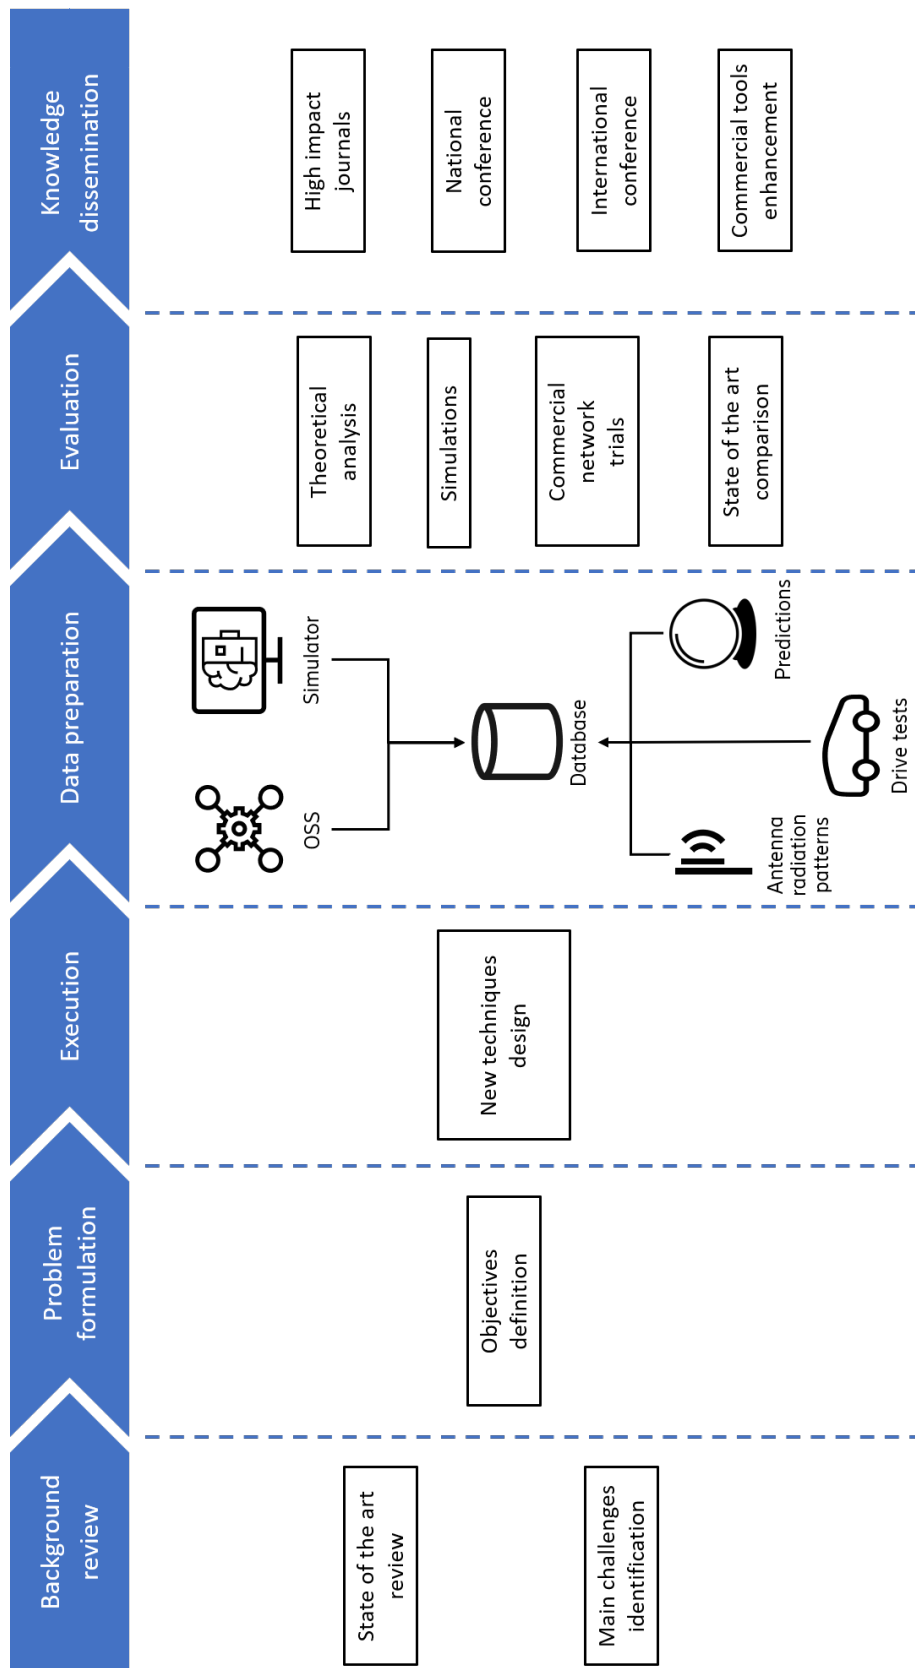 Background
review
Problem
formulation
Execution
Data preparation
Evaluation
Knowledge
dissemination
State of the art
review
Main challenges
identification
Objectives
definition
New techniques
design
OSS
Simulator
Database
Antenna
radiation
patterns
Drive tests
Predictions
Theoretical
analysis
Simulations
Commercial
network
trials
State of the art
comparison
High impact
journals
National
conference
International
conference
Commercial tools
enhancement